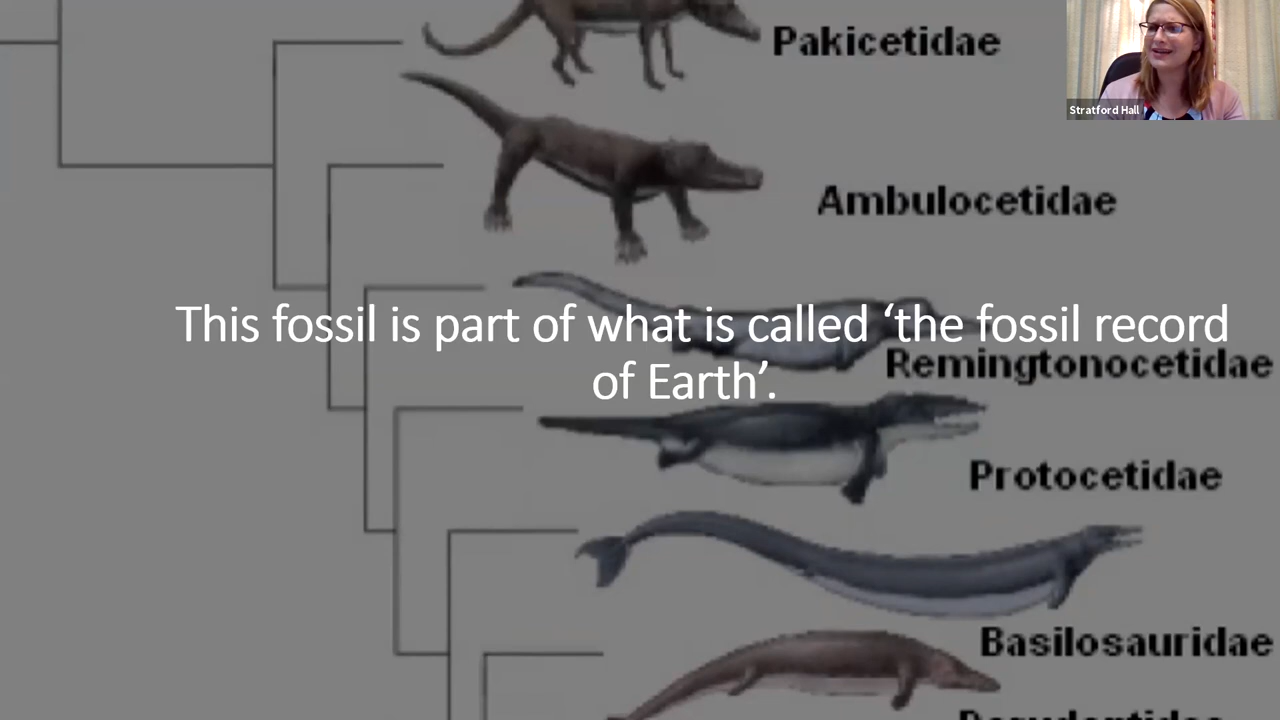 Pakicetidae
Stratford Hall
Ambulocetidae
This fossil is part of what is called ‘the fossil record
of Earth’.
Remingtonocetidae
Protocetidae
Basilosauridae